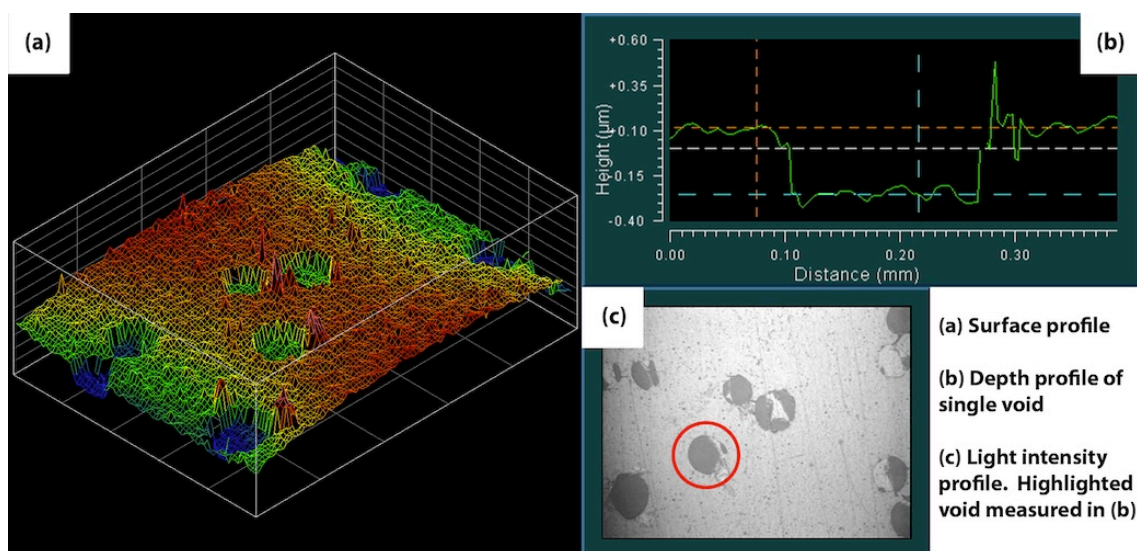 (a)
(b)
+0.60
+0.35
+0.10
-0.15
-0.40
Height (µm)
0.00
0.10
0.20
0.30
Distance (mm)
(c)
(a) Surface profile
(b) Depth profile of
single void
(c) Light intensity
profile. Highlighted
void measured in (b)